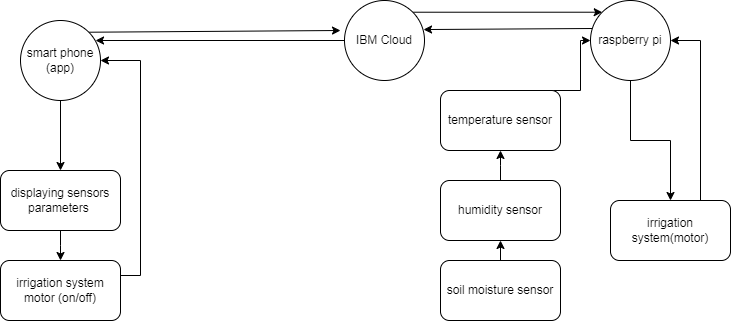 smart phone
(app)
IBM Cloud
raspberry pi
temperature sensor
displaying sensors
parameters
humidity sensor
irrigation
system(motor)
irrigation system
motor (on/off)
soil moisture sensor